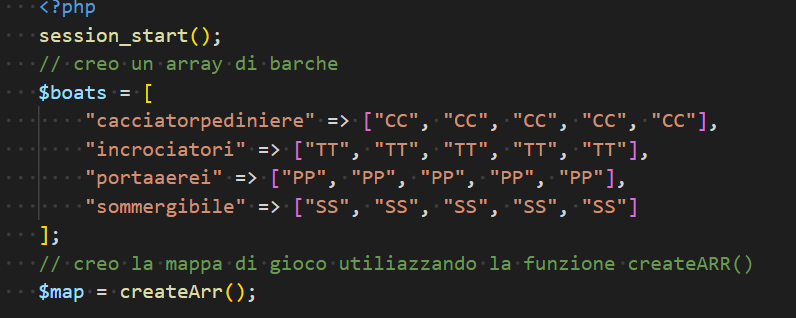 <?php
session_start();
// creo un array di barche
$boats = [
"cacciatorpediniere" => ["CC", "CC", "CC", "CC", "CC"],
"incrociatori" => ["TT", "TT", "TT", "TT", "TT"],
"portaaerei" => ["PP", "PP", "PP", "PP", "PP"],
"sommergibile" => ["SS", "SS", "SS", "SS", "SS"]
];
// creo la mappa di gioco utiliazzando la funzione createARR()
$map = createArr();